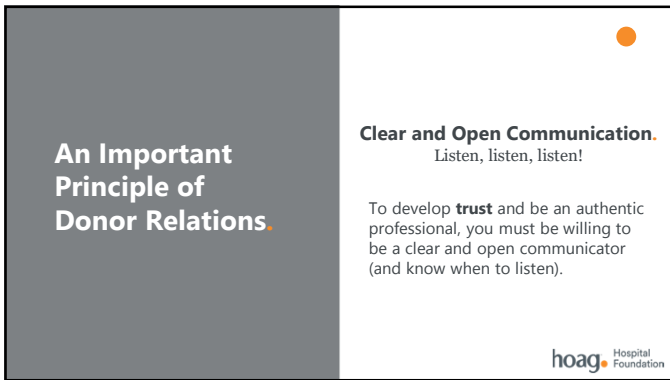 An Important
Principle of
Donor Relations.
Clear and Open Communication.
Listen, listen, listen!
To develop trust and be an authentic
professional, you must be willing to
be a clear and open communicator
(and know when to listen).
hoag. Hospital
Foundation